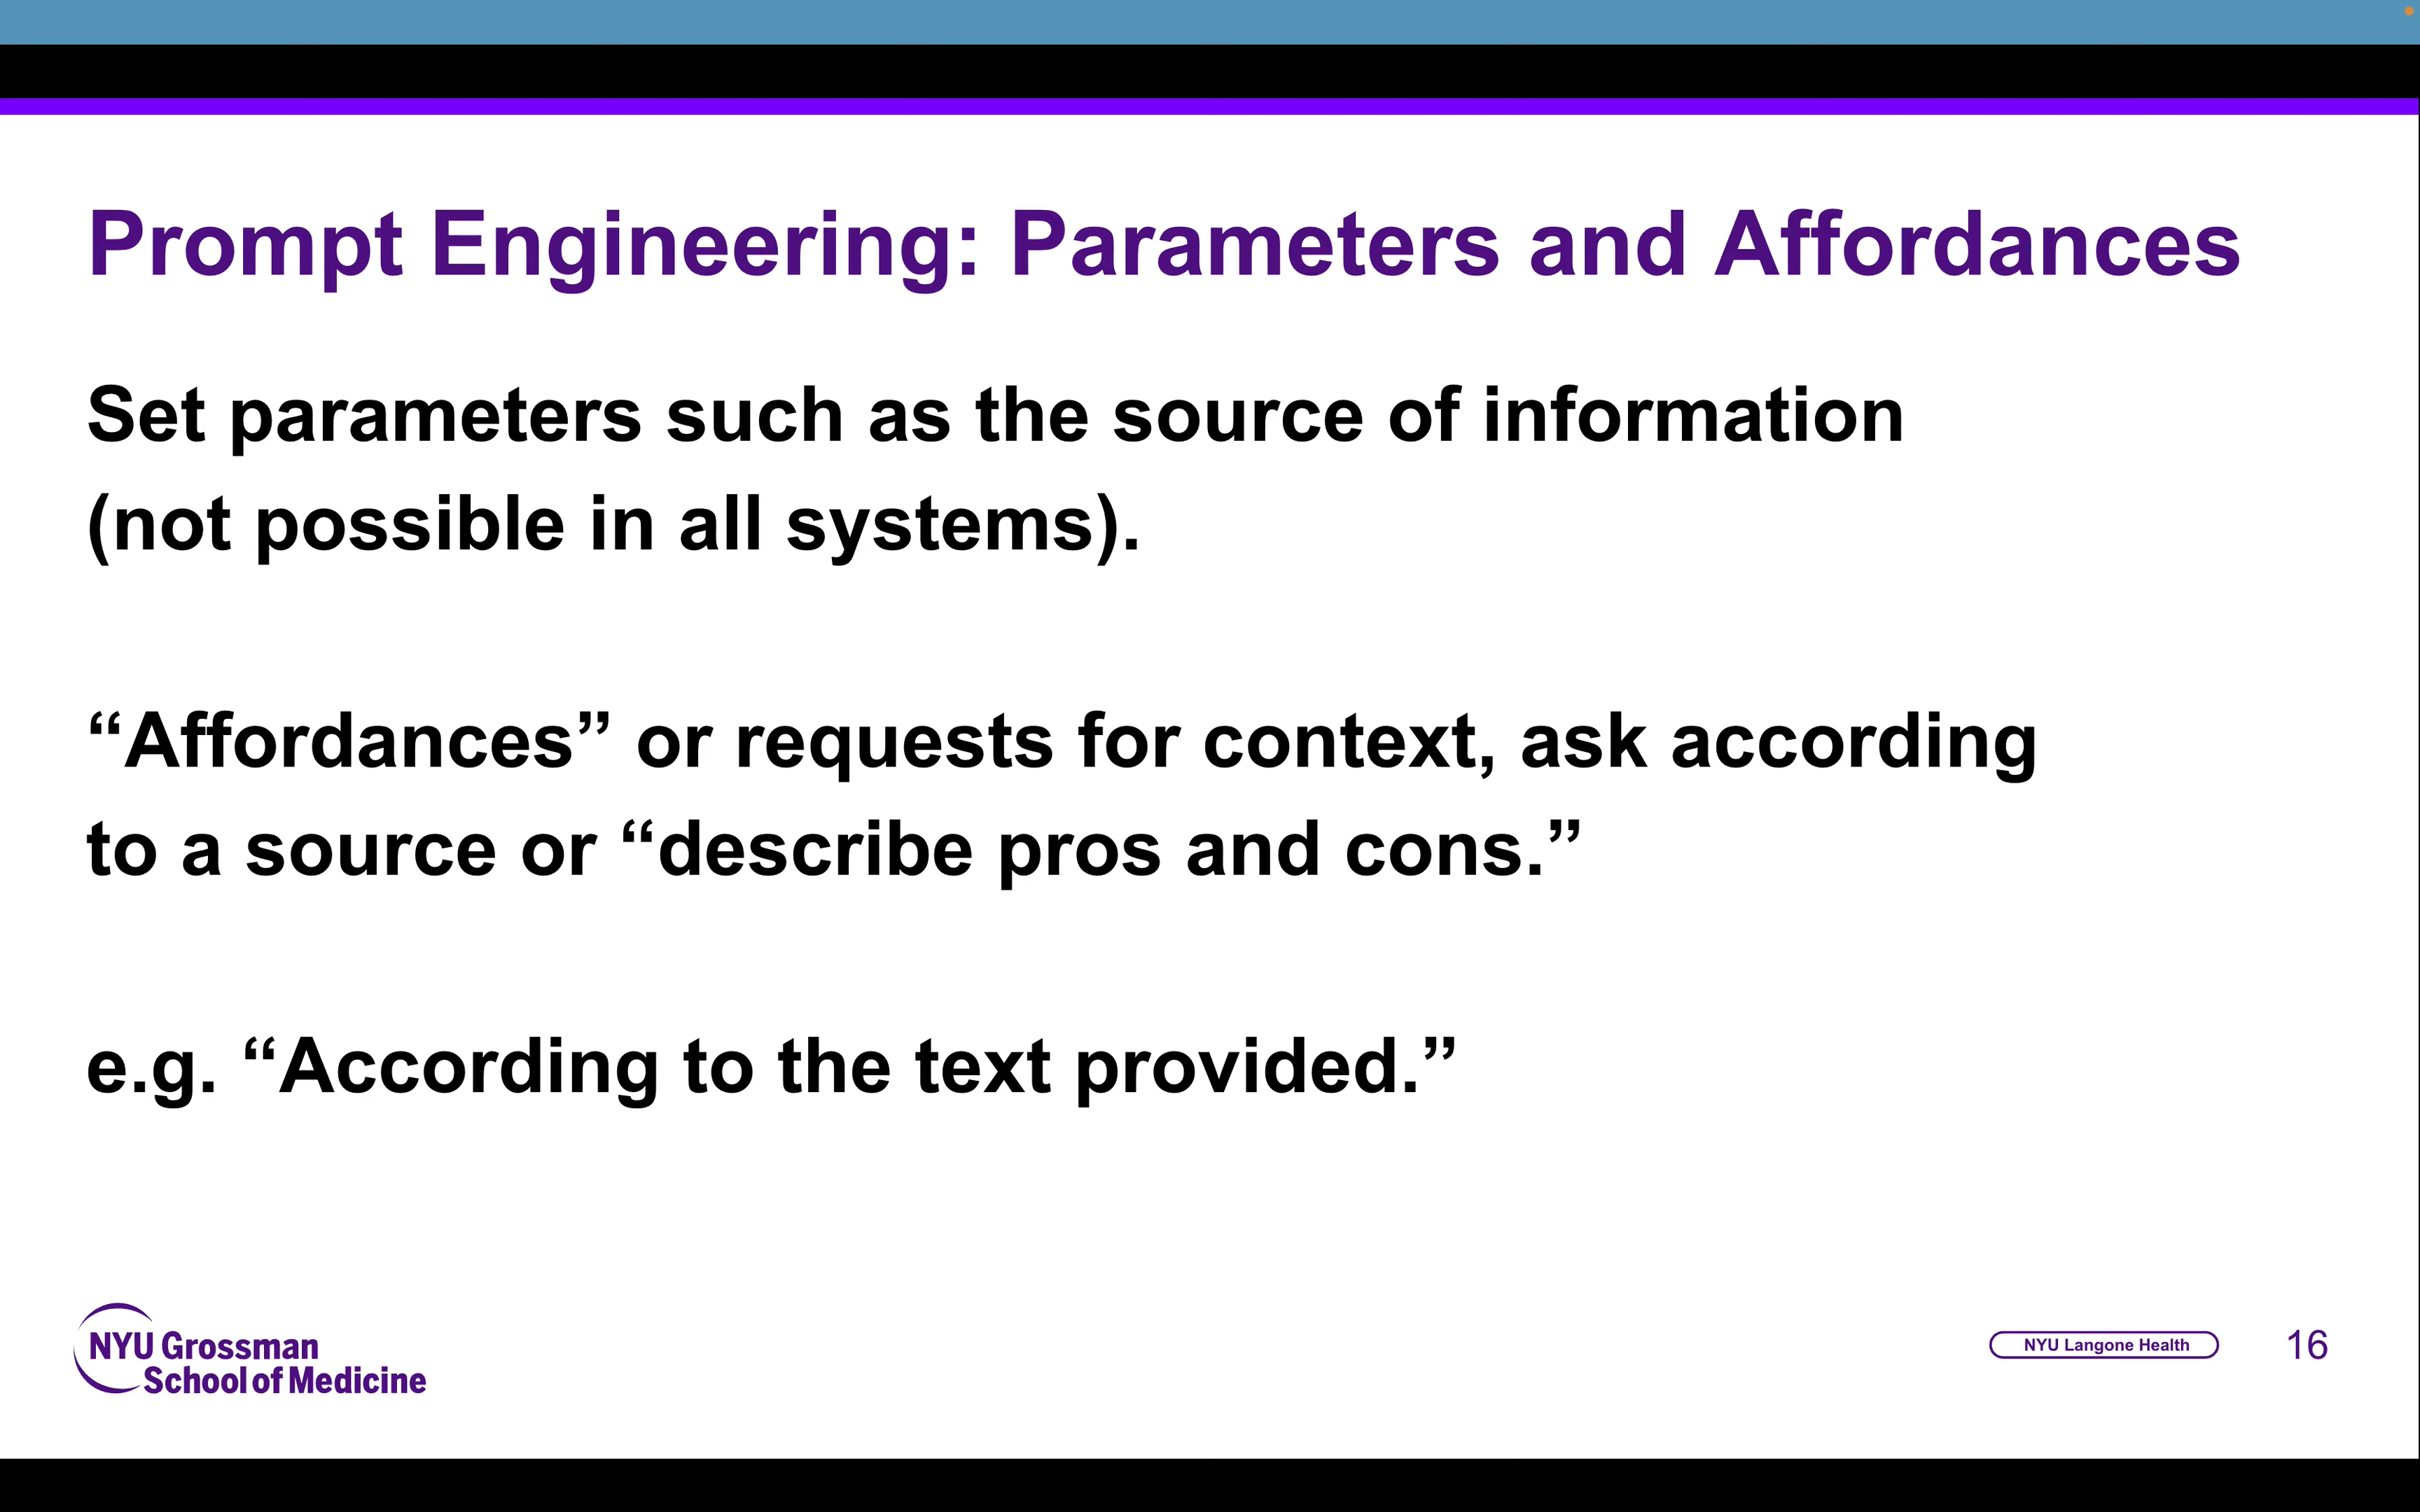 Prompt Engineering: Parameters and Affordances
Set parameters such as the source of information
(not possible in all systems).
“Affordances” or requests for context, ask according
to a source or “describe pros and cons.”
e.g. “According to the text provided.”
NYU Grossman
School of Medicine
NYU Langone Health
16